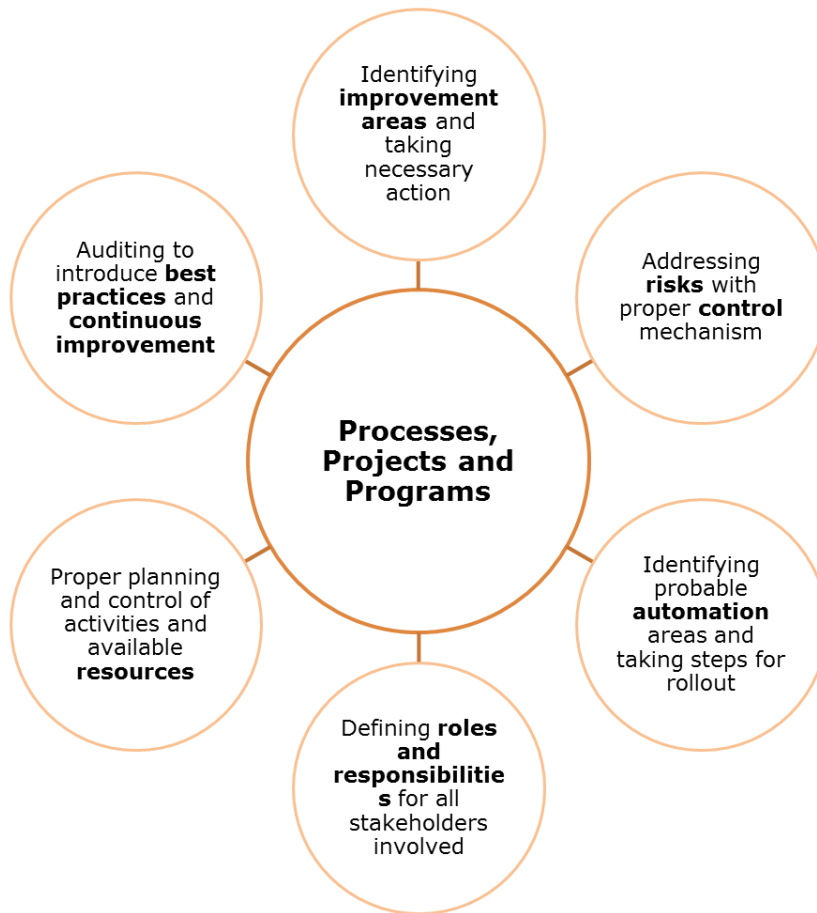 Identifying
improvement
areas and
taking
necessary
action
Auditing to
introduce best
practices and
continuous
improvement
Addressing
risks with
proper control
mechanism
Processes,
Projects and
Programs
Proper planning
and control of
activities and
available
resources
Identifying
probable
automation
areas and
taking steps for
rollout
Defining roles
and
responsibilitie
s for all
stakeholders
involved